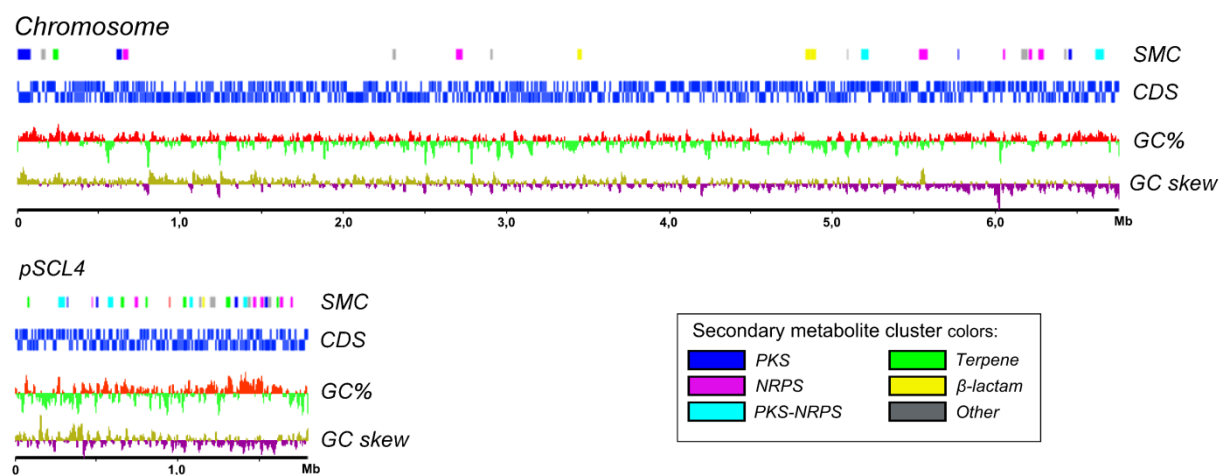 Chromosome
SMC
CDS
GC%
GC skew
0 1,0 2,0 3,0 4,0 5,0 6,0 Mb
pSCL4
SMC
CDS
GC%
GC skew
0 1,0 Mb
Secondary metabolite cluster colors:
PKS Terpene
NRPS β-lactam
PKS-NRPS Other